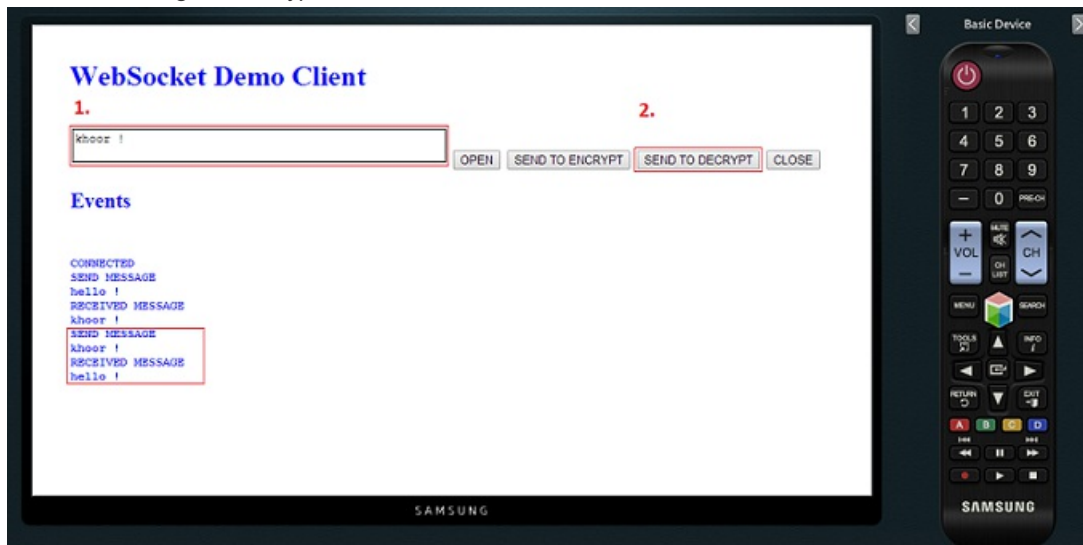 Basic Device
WebSocket Demo Client
1.
2.
khoor !
OPEN SEND TO ENCRYPT SEND TO DECRYPT CLOSE
Events
CONNECTED
SEND MESSAGE
hello !
RECEIVED MESSAGE
khoor !
SEND MESSAGE
khoor !
RECEIVED MESSAGE
hello !
SAMSUNG
1 2 3
4 5 6
7 8 9
- 0 PRE-CH
+ MUTE
VOL CH
- CH LIST
MENU SEARCH
TOOLS INFO
RETURN EXIT
A B C D
SAMSUNG